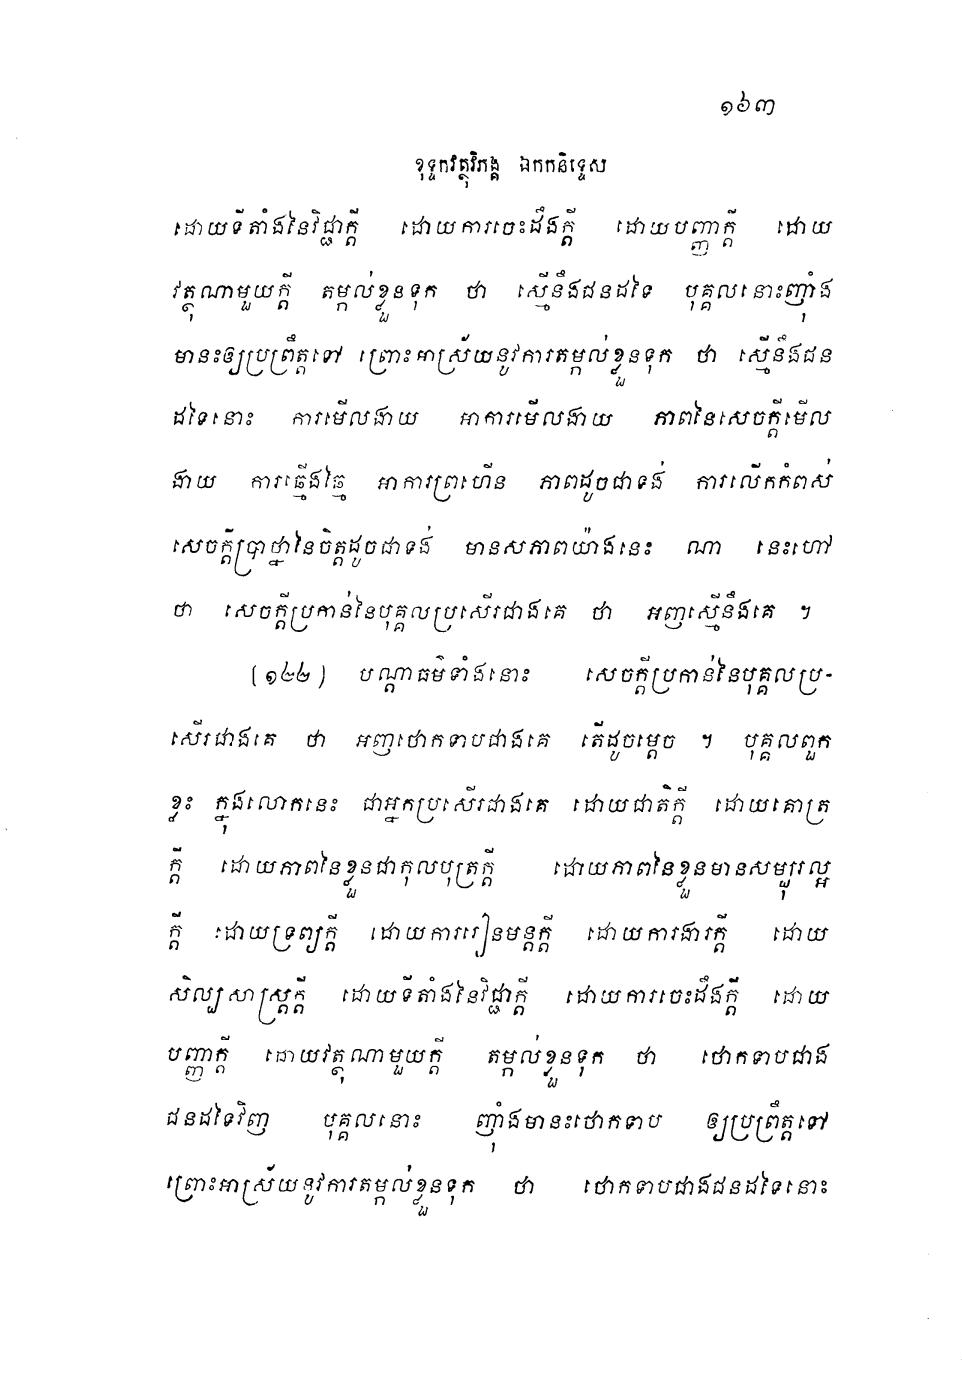 ១៦៣
ខុទ្ទកវត្ថុវិភង្គ ឯកកនិទ្ទេស
ដោយទីតាំងនៃវិជ្ជាក្តី ដោយការចេះដឹងក្តី ដោយបញ្ញាក្តី ដោយ
វត្ថុណាមួយក្តី តម្កល់ខ្លួនទុក ថា ស្មើនឹងជនដទៃ បុគ្គលនោះញុំាង
មានះឲ្យប្រព្រឹត្តទៅ ព្រោះអាស្រ័យនូវការតម្កល់ខ្លួនទុក ថា ស្មើនឹងជន
ដទៃនោះ ការមើលងាយ អាការមើលងាយ ភាពនៃសេចក្តីមើល
ងាយ ការឆ្មើងឆ្មៃ អាការព្រហើន ភាពដូចជាទង់ ការលើកកំពស់
សេចក្តីប្រាថ្នានៃចិត្តដូចជាទង់ មានសភាពយ៉ាងនេះ ណា នេះហៅ
ថា សេចក្តីប្រកាន់នៃបុគ្គលប្រសើរជាងគេ ថា អញស្មើនឹងគេ ។
(១៤៤) បណ្តាធម៌ទាំងនោះ សេចក្តីប្រកាន់នៃបុគ្គលប្រ-
សើរជាងគេ ថា អញថោកទាបជាងគេ តើដូចម្តេច ។ បុគ្គលពួក
ខ្លះ ក្នុងលោកនេះ ជាអ្នកប្រសើរជាងគេ ដោយជាតិក្តី ដោយគោត្រ
ក្តី ដោយភាពនៃខ្លួនជាកុលបុត្រក្តី ដោយភាពនៃខ្លួនមានសម្បុរល្អ
ក្តី ដោយទ្រព្យក្តី ដោយការរៀនមន្តក្តី ដោយការងារក្តី ដោយ
សិល្បសាស្ត្រក្តី ដោយទីតាំងនៃវិជ្ជាក្តី ដោយការចេះដឹងក្តី ដោយ
បញ្ញាក្តី ដោយវត្ថុណាមួយក្តី តម្កល់ខ្លួនទុក ថា ថោកទាបជាង
ជនដទៃវិញ បុគ្គលនោះ ញុំាងមានះថោកទាប ឲ្យប្រព្រឹត្តទៅ
ព្រោះអាស្រ័យនូវការតម្កល់ខ្លួនទុក ថា ថោកទាបជាងជនដទៃនោះ